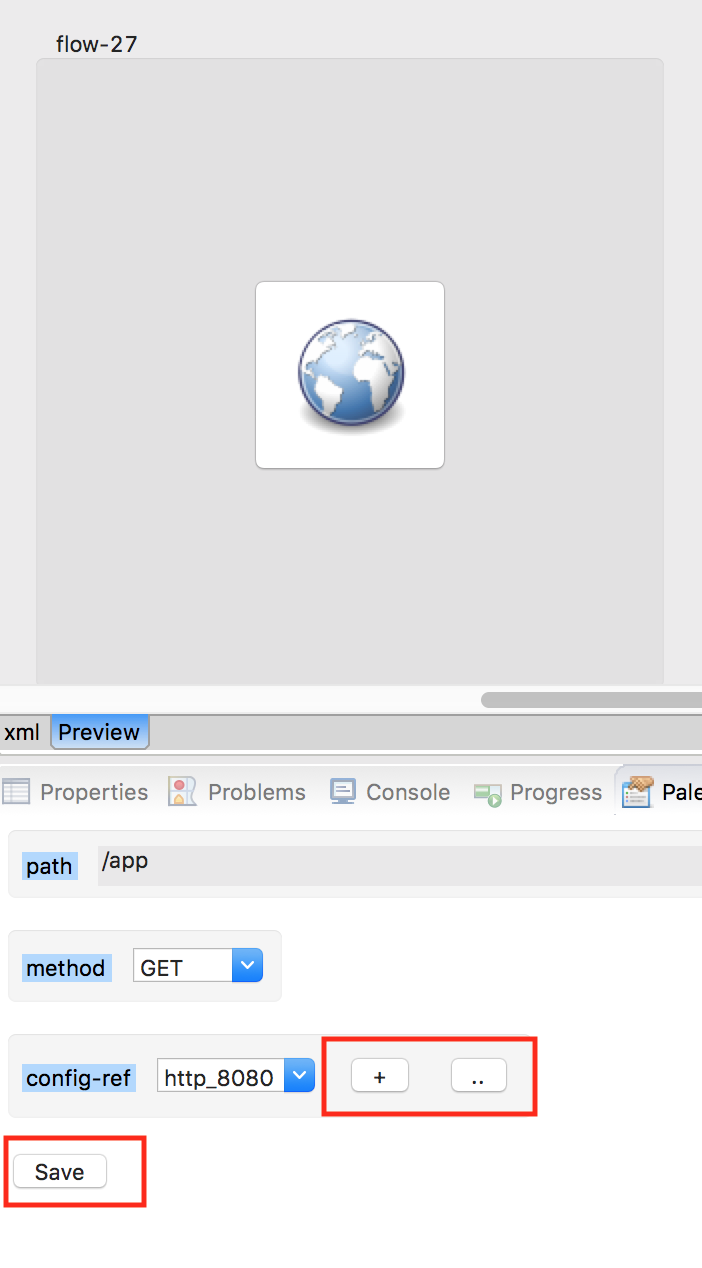 flow-27
xml Preview
Properties Problems Console Progress Pale
path /app
method GET
config-ref http_8080 + ..
Save